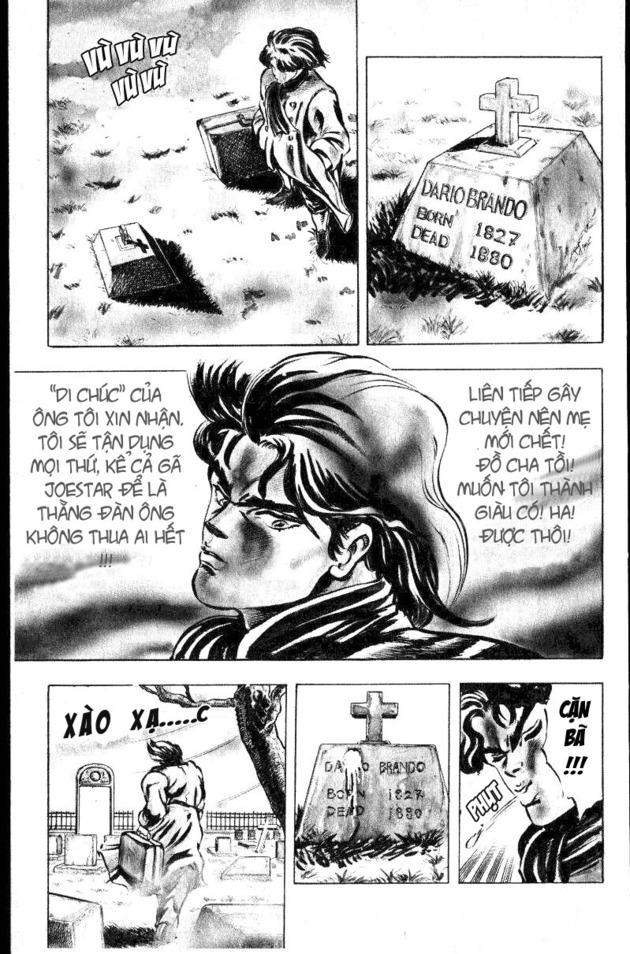 DARIO BRANDO
BORN 1827
DEAD 1880
VÙ VÙ VÙ
VÙ VÙ
LIÊN TIẾP GÂY
CHUYỆN NÊN MẸ
MỚI CHẾT!
ĐỒ CHA TỒI!
MUỐN TÔI THÀNH
GIÀU CÓ! HA!
ĐƯỢC THÔI!
"DI CHÚC" CỦA
ÔNG TÔI XIN NHẬN.
TÔI SẼ TẬN DỤNG
MỌI THỨ, KỂ CẢ GÃ
JOESTAR ĐỂ LÀ
THẰNG ĐÀN ÔNG
KHÔNG THUA AI HẾT
!!!
CẶN
BÃ
!!!
PHỤT
DARIO BRANDO
BORN 1827
DEAD 1880
XÀO XẠ.....C